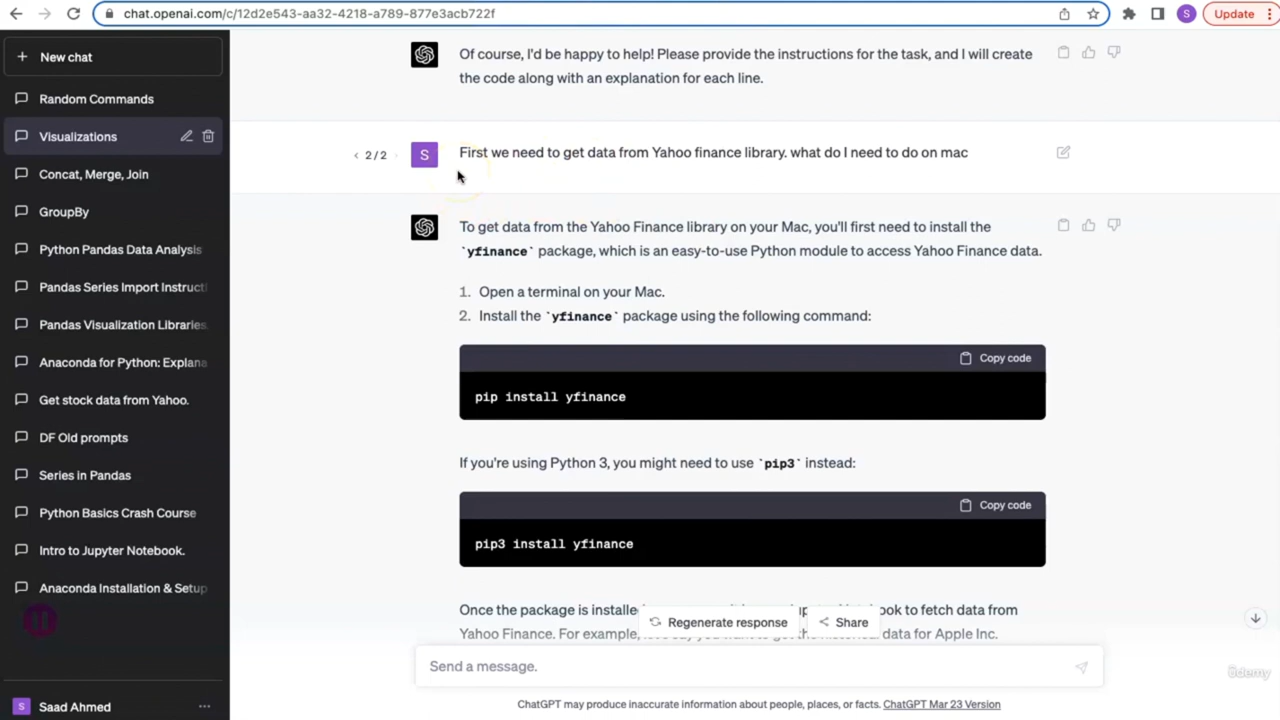 chat.openai.com/c/12d2e543-aa32-4218-a789-877e3acb722f
S
Update
New chat
Random Commands
Visualizations
Concat, Merge, Join
GroupBy
Python Pandas Data Analysis
Pandas Series Import Instructi
Pandas Visualization Libraries.
Anaconda for Python: Explana
Get stock data from Yahoo.
DF Old prompts
Series in Pandas
Python Basics Crash Course
Intro to Jupyter Notebook.
Anaconda Installation & Setup
S
Saad Ahmed
Of course, I'd be happy to help! Please provide the instructions for the task, and I will create
the code along with an explanation for each line.
2 / 2
S
First we need to get data from Yahoo finance library. what do I need to do on mac
To get data from the Yahoo Finance library on your Mac, you'll first need to install the
`yfinance` package, which is an easy-to-use Python module to access Yahoo Finance data.
1. Open a terminal on your Mac.
2. Install the `yfinance` package using the following command:
Copy code
pip install yfinance
If you're using Python 3, you might need to use `pip3` instead:
Copy code
pip3 install yfinance
Once the package is installe ok to fetch data from
Yahoo Finance. For example, historical data for Apple Inc.
Regenerate response
Share
Send a message.
ChatGPT may produce inaccurate information about people, places, or facts. ChatGPT Mar 23 Version
ûdemy